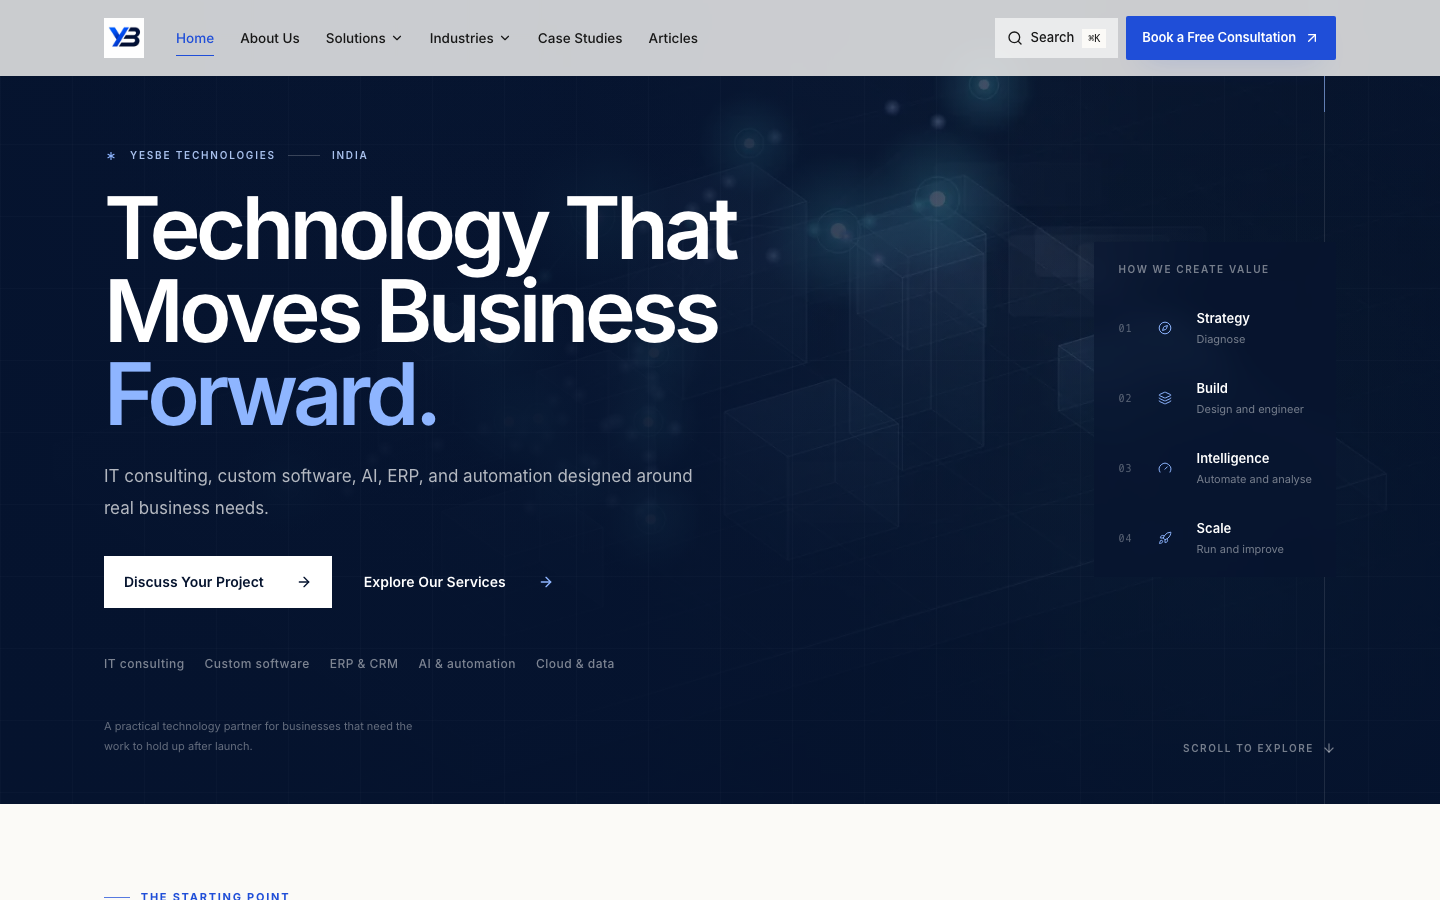 YB
Home
About Us
Solutions
Industries
Case Studies
Articles
Search ⌘K
Book a Free Consultation
YESBE TECHNOLOGIES
INDIA
Technology That
Moves Business
Forward.
IT consulting, custom software, AI, ERP, and automation designed around
real business needs.
Discuss Your Project
Explore Our Services
IT consulting
Custom software
ERP & CRM
AI & automation
Cloud & data
A practical technology partner for businesses that need the
work to hold up after launch.
HOW WE CREATE VALUE
01
Strategy
Diagnose
02
Build
Design and engineer
03
Intelligence
Automate and analyse
04
Scale
Run and improve
SCROLL TO EXPLORE
THE STARTING POINT